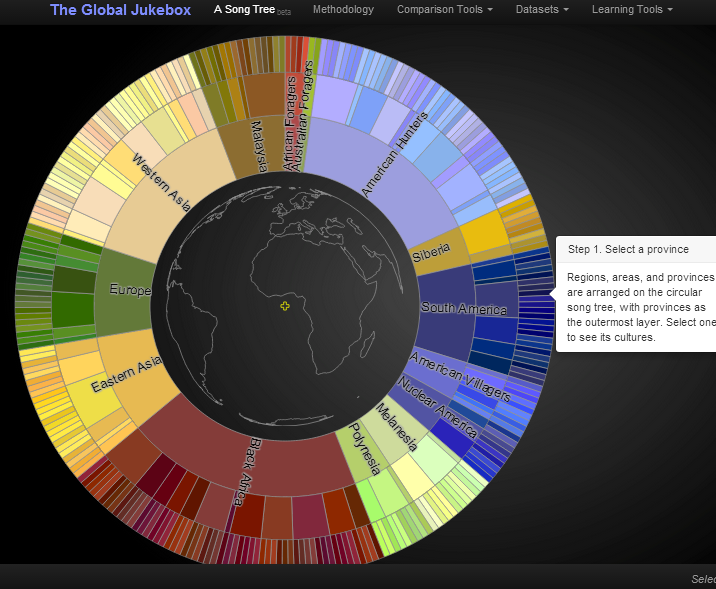 The Global Jukebox
A Song Tree beta
Methodology
Comparison Tools
Datasets
Learning Tools
African Foragers
Australian Foragers
Malaysia
American Hunters
Western Asia
Siberia
Europe
South America
Eastern Asia
American Villagers
Nuclear America
Melanesia
Polynesia
Black Africa
Step 1. Select a province
Regions, areas, and provinces
are arranged on the circular
song tree, with provinces as
the outermost layer. Select one
to see its cultures.